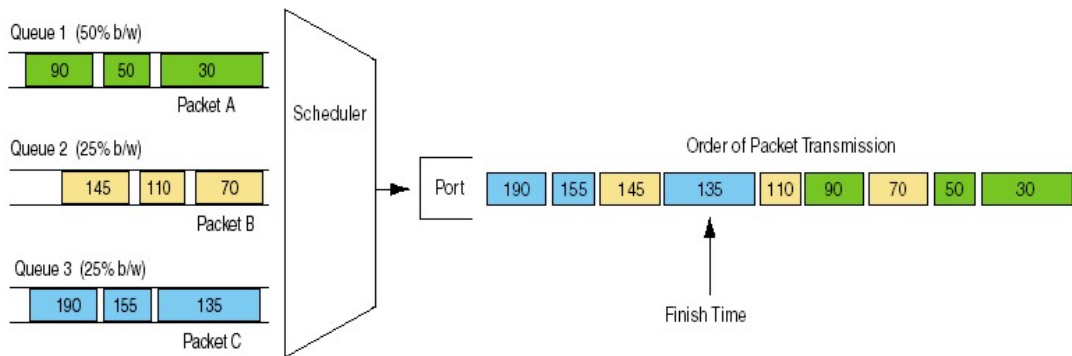 Queue 1 (50% b/w)
90 50 30
Packet A
Scheduler
Queue 2 (25% b/w)
145 110 70
Packet B
Queue 3 (25% b/w)
190 155 135
Packet C
Order of Packet Transmission
Port 190 155 145 135 110 90 70 50 30
Finish Time